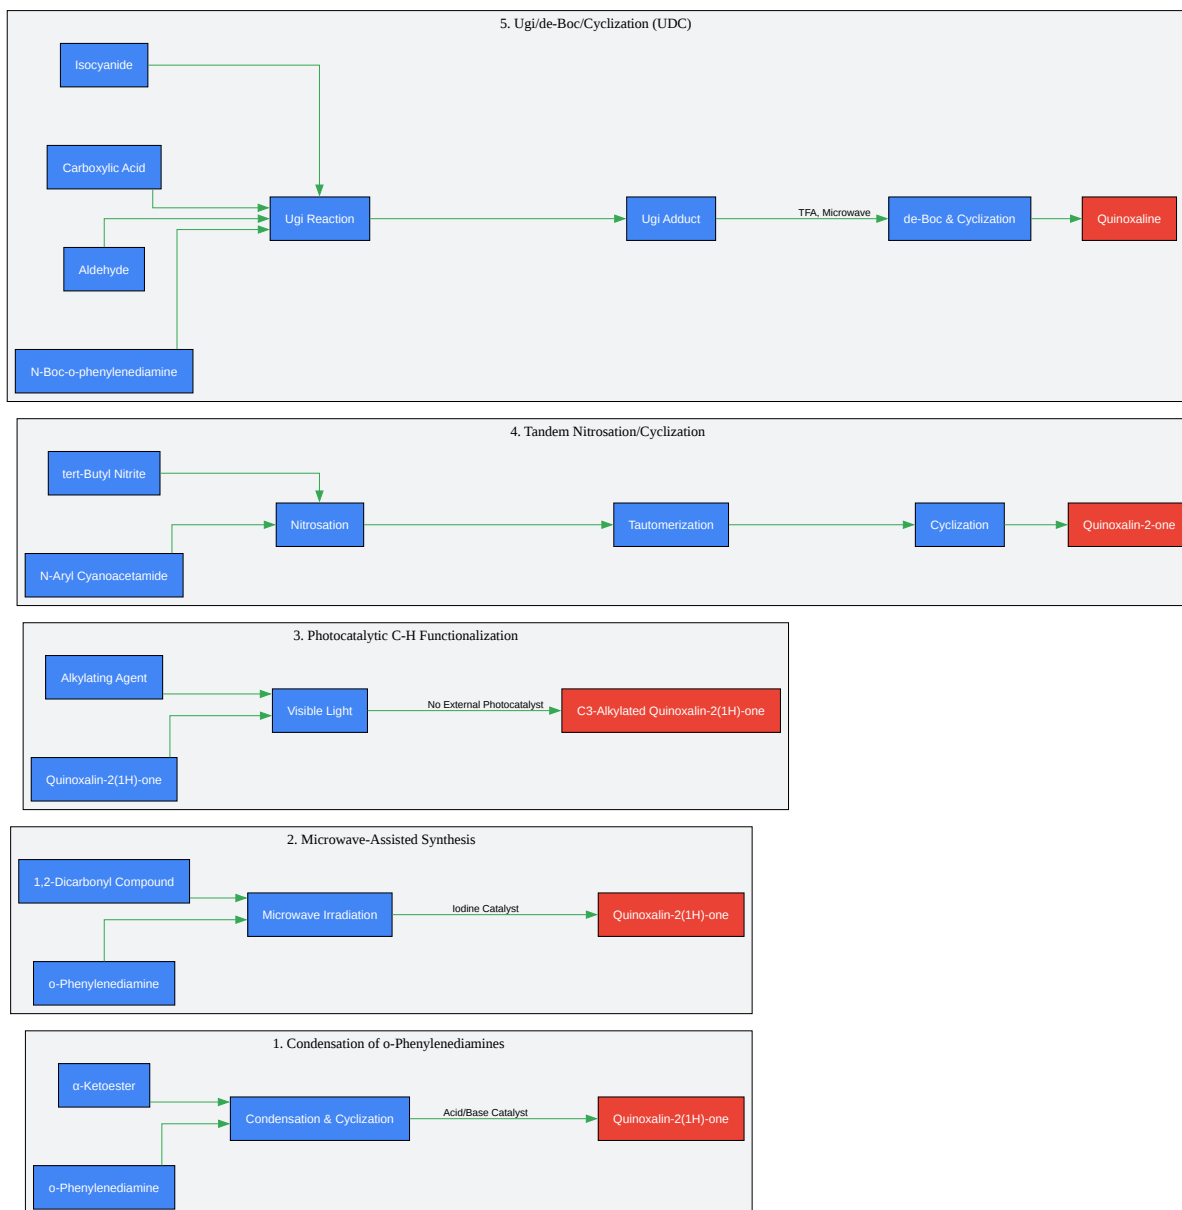 5. Ugi/de-Boc/Cyclization (UDC)
Isocyanide
Carboxylic Acid
Ugi Reaction
Ugi Adduct
TFA, Microwave
de-Boc & Cyclization
Quinoxaline
Aldehyde
N-Boc-o-phenylenediamine
4. Tandem Nitrosation/Cyclization
tert-Butyl Nitrite
Nitrosation
Tautomerization
Cyclization
Quinoxalin-2-one
N-Aryl Cyanoacetamide
3. Photocatalytic C-H Functionalization
Alkylating Agent
Visible Light
No External Photocatalyst
C3-Alkylated Quinoxalin-2(1H)-one
Quinoxalin-2(1H)-one
2. Microwave-Assisted Synthesis
1,2-Dicarbonyl Compound
Microwave Irradiation
Iodine Catalyst
Quinoxalin-2(1H)-one
o-Phenylenediamine
1. Condensation of o-Phenylenediamines
α-Ketoester
Condensation & Cyclization
Acid/Base Catalyst
Quinoxalin-2(1H)-one
o-Phenylenediamine